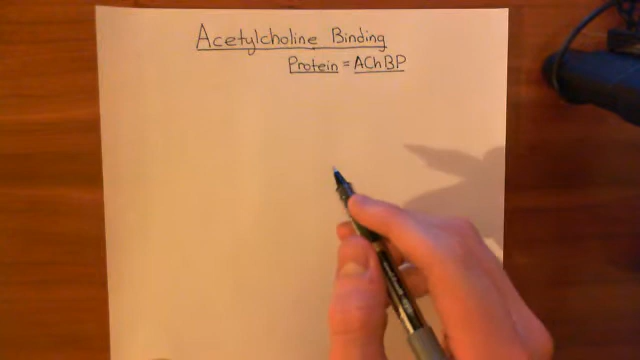 Acetylcholine Binding
Protein = AChBP